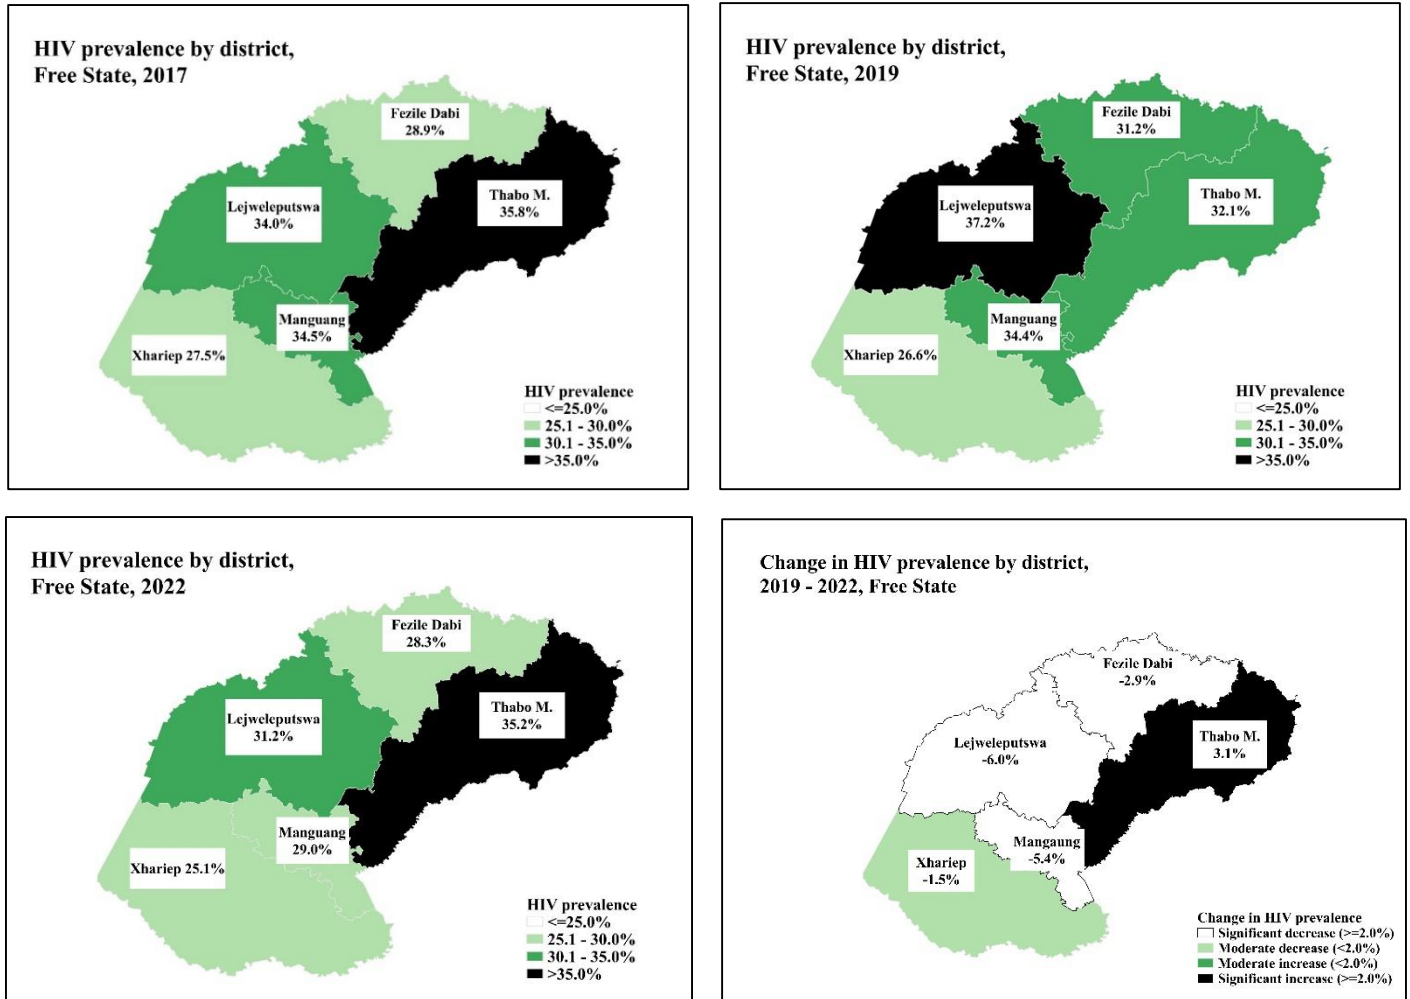 HIV prevalence by district,
Free State, 2017
Fezile Dabi
28.9%
Thabo M.
35.8%
Lejweleputswa
34.0%
Manguang
34.5%
Xhariep 27.5%
HIV prevalence
<=25.0%
25.1 - 30.0%
30.1 - 35.0%
>35.0%
HIV prevalence by district,
Free State, 2019
Fezile Dabi
31.2%
Thabo M.
32.1%
Lejweleputswa
37.2%
Manguang
34.4%
Xhariep 26.6%
HIV prevalence
<=25.0%
25.1 - 30.0%
30.1 - 35.0%
>35.0%
HIV prevalence by district,
Free State, 2022
Fezile Dabi
28.3%
Thabo M.
35.2%
Lejweleputswa
31.2%
Manguang
29.0%
Xhariep 25.1%
HIV prevalence
<=25.0%
25.1 - 30.0%
30.1 - 35.0%
>35.0%
Change in HIV prevalence by district,
2019 - 2022, Free State
Fezile Dabi
-2.9%
Thabo M.
3.1%
Lejweleputswa
-6.0%
Mangaung
-5.4%
Xhariep
-1.5%
Change in HIV prevalence
Significant decrease (>=2.0%)
Moderate decrease (<2.0%)
Moderate increase (<2.0%)
Significant increase (>=2.0%)